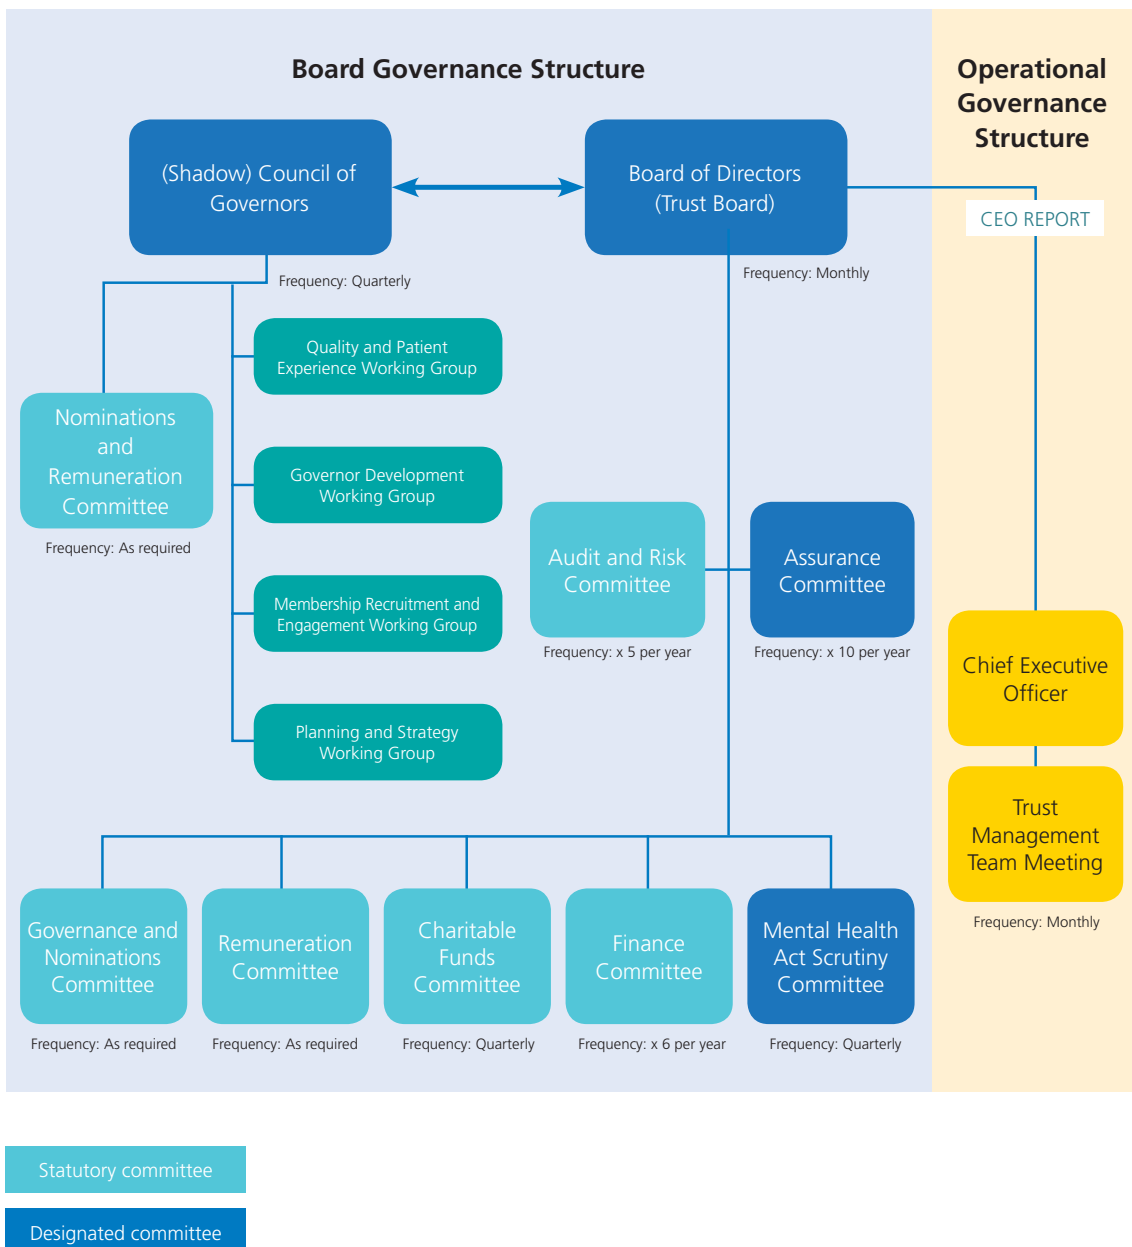 Board Governance Structure
Operational
Governance
Structure
(Shadow) Council of
Governors
Board of Directors
(Trust Board)
CEO REPORT
Frequency: Quarterly
Frequency: Monthly
Quality and Patient
Experience Working Group
Nominations
and
Remuneration
Committee
Frequency: As required
Governor Development
Working Group
Membership Recruitment and
Engagement Working Group
Planning and Strategy
Working Group
Audit and Risk
Committee
Frequency: x 5 per year
Assurance
Committee
Frequency: x 10 per year
Chief Executive
Officer
Trust
Management
Team Meeting
Frequency: Monthly
Governance and
Nominations
Committee
Frequency: As required
Remuneration
Committee
Frequency: As required
Charitable
Funds
Committee
Frequency: Quarterly
Finance
Committee
Frequency: x 6 per year
Mental Health
Act Scrutiny
Committee
Frequency: Quarterly
Statutory committee
Designated committee